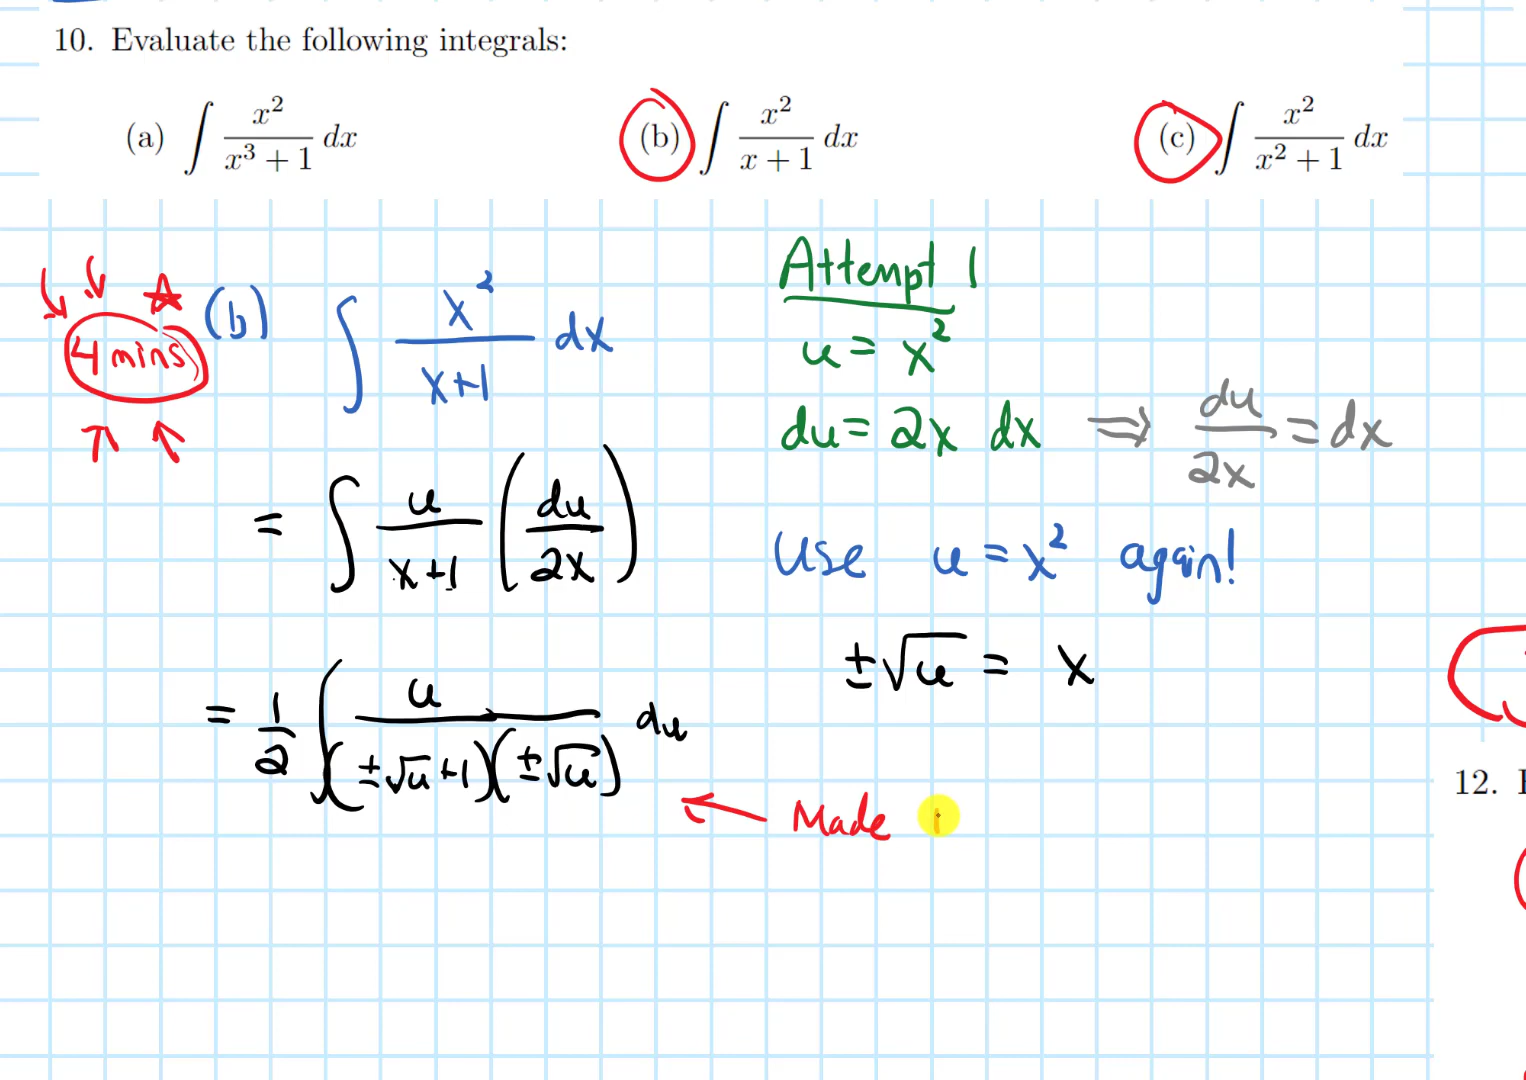 10. Evaluate the following integrals:
(a) ∫ x²/(x³ + 1) dx (b) ∫ x²/(x + 1) dx (c) ∫ x²/(x² + 1) dx
4 mins
(b) ∫ x²/(x+1) dx
= ∫ u/(x+1) (du/2x)
= 1/2 ∫ u/((±√u+1)(±√u)) du
Attempt 1
u = x²
du = 2x dx ⇒ du/2x = dx
Use u = x² again!
±√u = x
← Made
12.